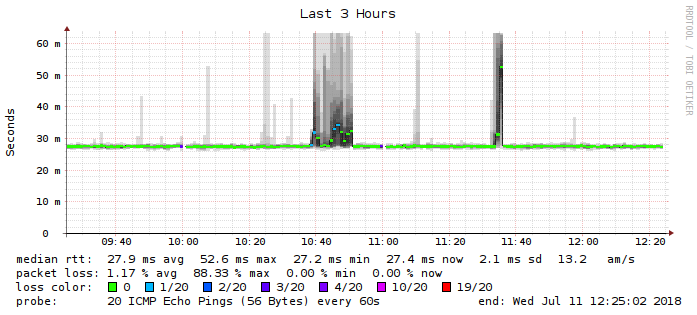 Last 3 Hours
RRDTOOL / TOBI OETIKER
Seconds
60 m
50 m
40 m
30 m
20 m
10 m
0
09:40 10:00 10:20 10:40 11:00 11:20 11:40 12:00 12:20
median rtt: 27.9 ms avg 52.6 ms max 27.2 ms min 27.4 ms now 2.1 ms sd 13.2 am/s
packet loss: 1.17 % avg 88.33 % max 0.00 % min 0.00 % now
loss color: 0 1/20 2/20 3/20 4/20 10/20 19/20
probe: 20 ICMP Echo Pings (56 Bytes) every 60s end: Wed Jul 11 12:25:02 2018